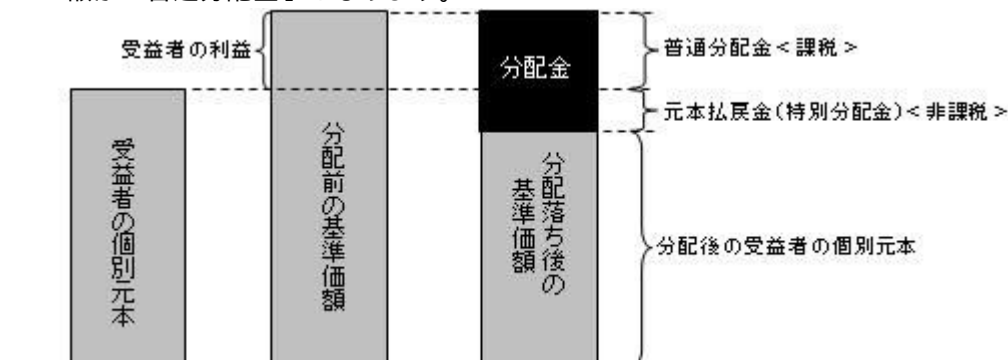 受益者の利益
分配金
普通分配金＜課税＞
元本払戻金(特別分配金)＜非課税＞
受益者の個別元本
分配前の基準価額
分配落ち後の
基準価額
分配後の受益者の個別元本